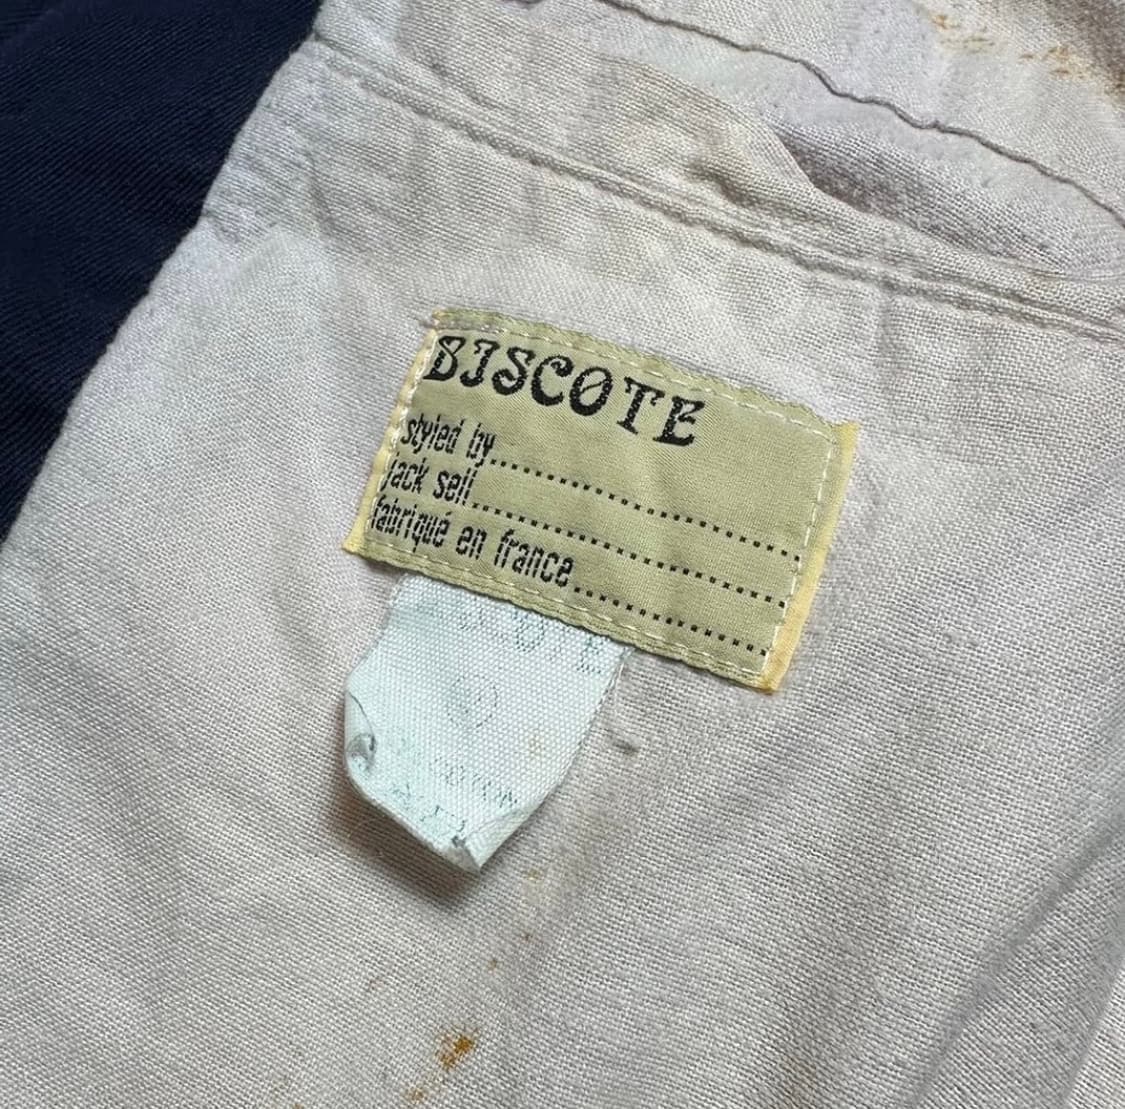 BISCOTE
styled by
Jack sell
fabriqué en france